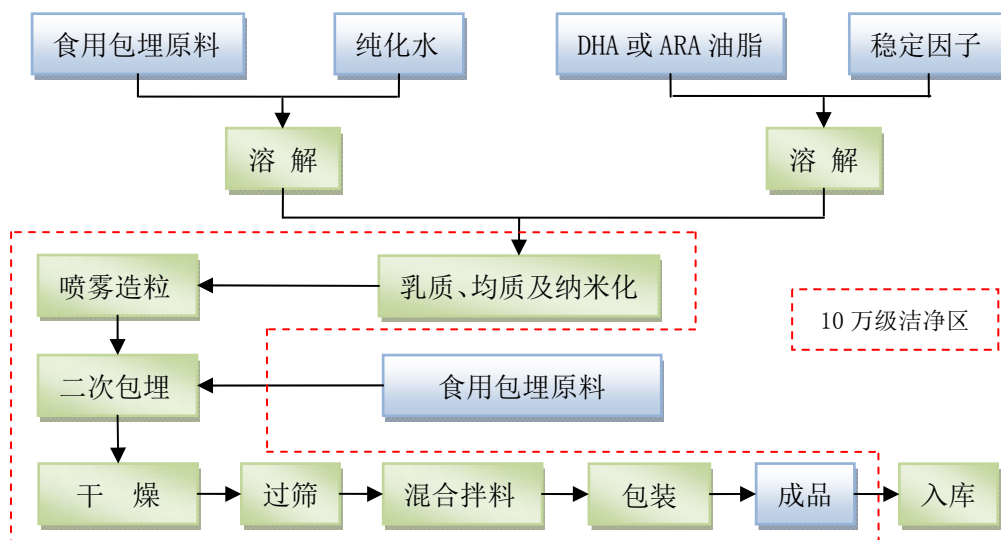 食用包埋原料
纯化水
DHA 或 ARA 油脂
稳定因子
溶 解
溶 解
喷雾造粒
乳质、均质及纳米化
10 万级洁净区
二次包埋
食用包埋原料
干 燥
过筛
混合拌料
包装
成品
入库